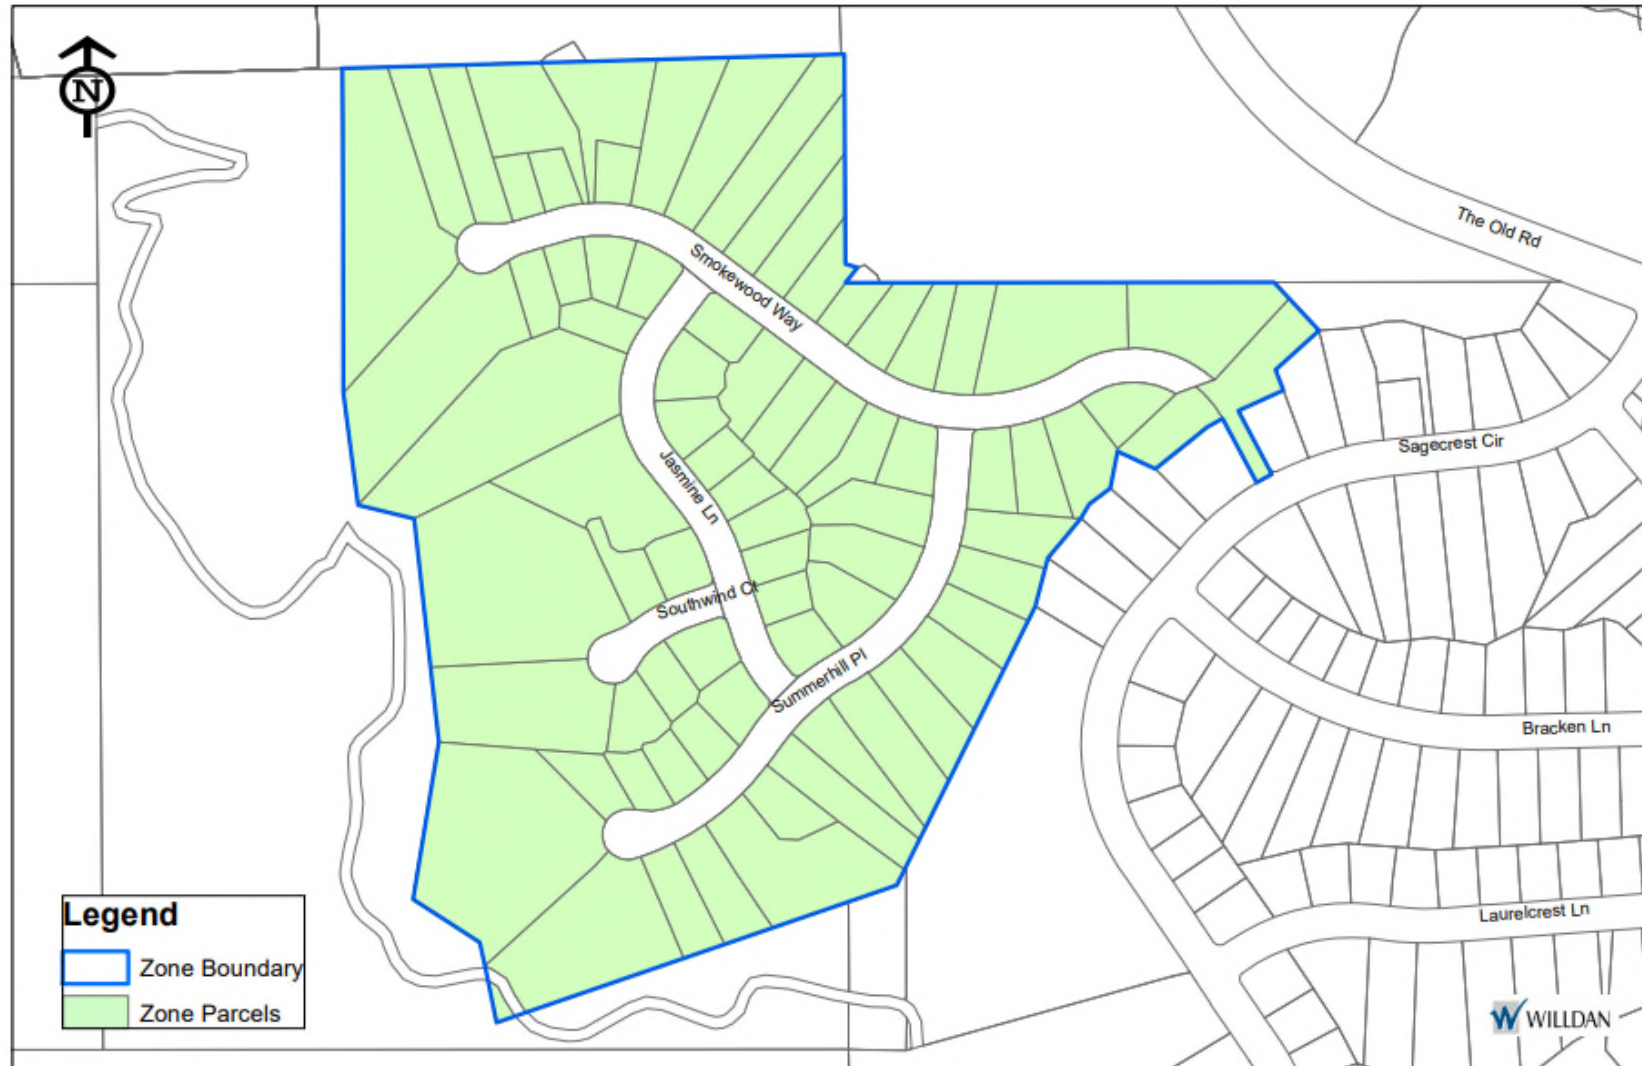 N
The Old Rd
Smokewood Way
Sagecrest Cir
Jasmine Ln
Southwind Ct
Summerhill Pl
Bracken Ln
Laurelcrest Ln
Legend
Zone Boundary
Zone Parcels
WILLDAN